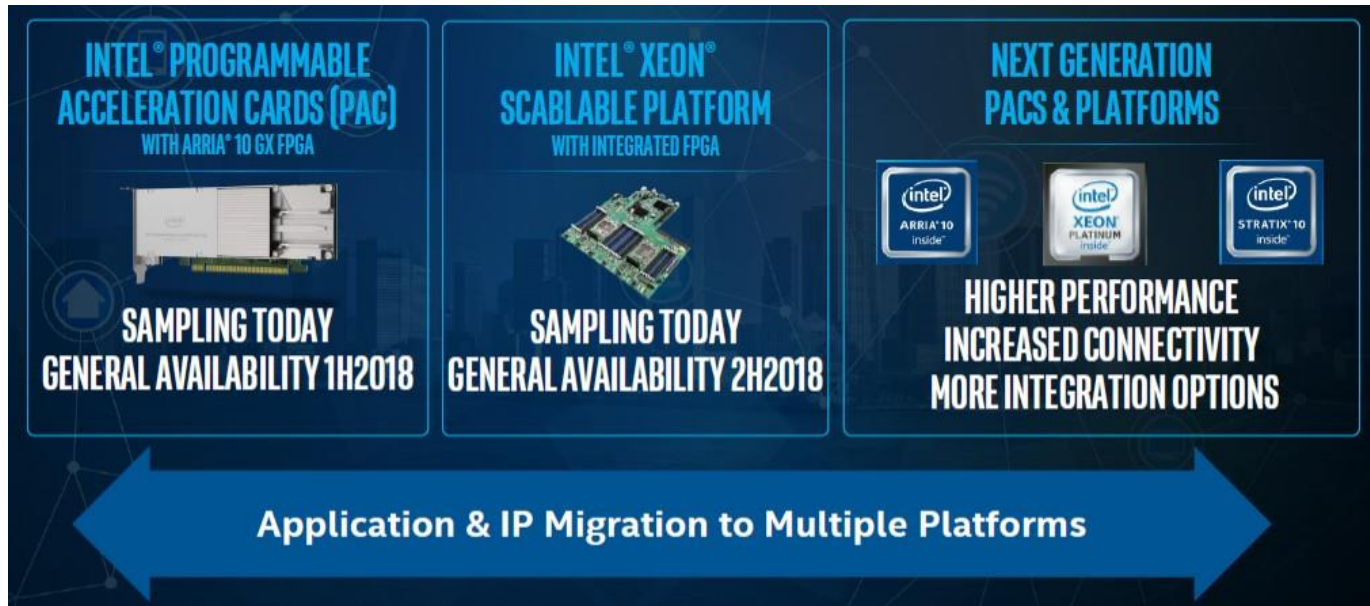 INTEL® PROGRAMMABLE
ACCELERATION CARDS (PAC)
WITH ARRIA® 10 GX FPGA
intel
SAMPLING TODAY
GENERAL AVAILABILITY 1H2018
INTEL® XEON®
SCABLABLE PLATFORM
WITH INTEGRATED FPGA
SAMPLING TODAY
GENERAL AVAILABILITY 2H2018
NEXT GENERATION
PACS & PLATFORMS
intel
ARRIA® 10
inside™
intel
XEON®
PLATINUM
inside™
intel
STRATIX® 10
inside™
HIGHER PERFORMANCE
INCREASED CONNECTIVITY
MORE INTEGRATION OPTIONS
Application & IP Migration to Multiple Platforms